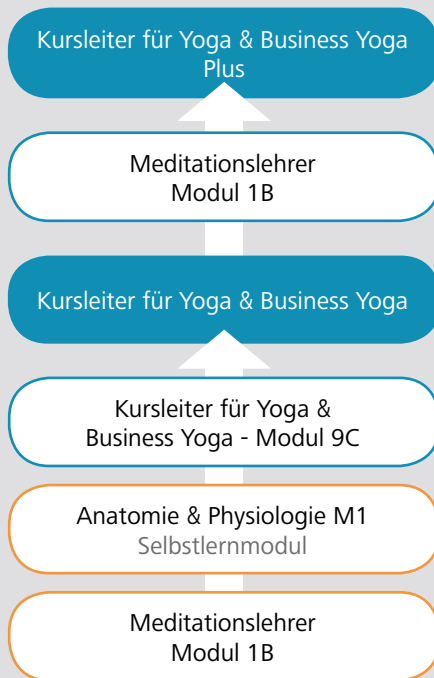 Kursleiter für Yoga & Business Yoga
Plus
Meditationslehrer
Modul 1B
Kursleiter für Yoga & Business Yoga
Kursleiter für Yoga &
Business Yoga - Modul 9C
Anatomie & Physiologie M1
Selbstlernmodul
Meditationslehrer
Modul 1B